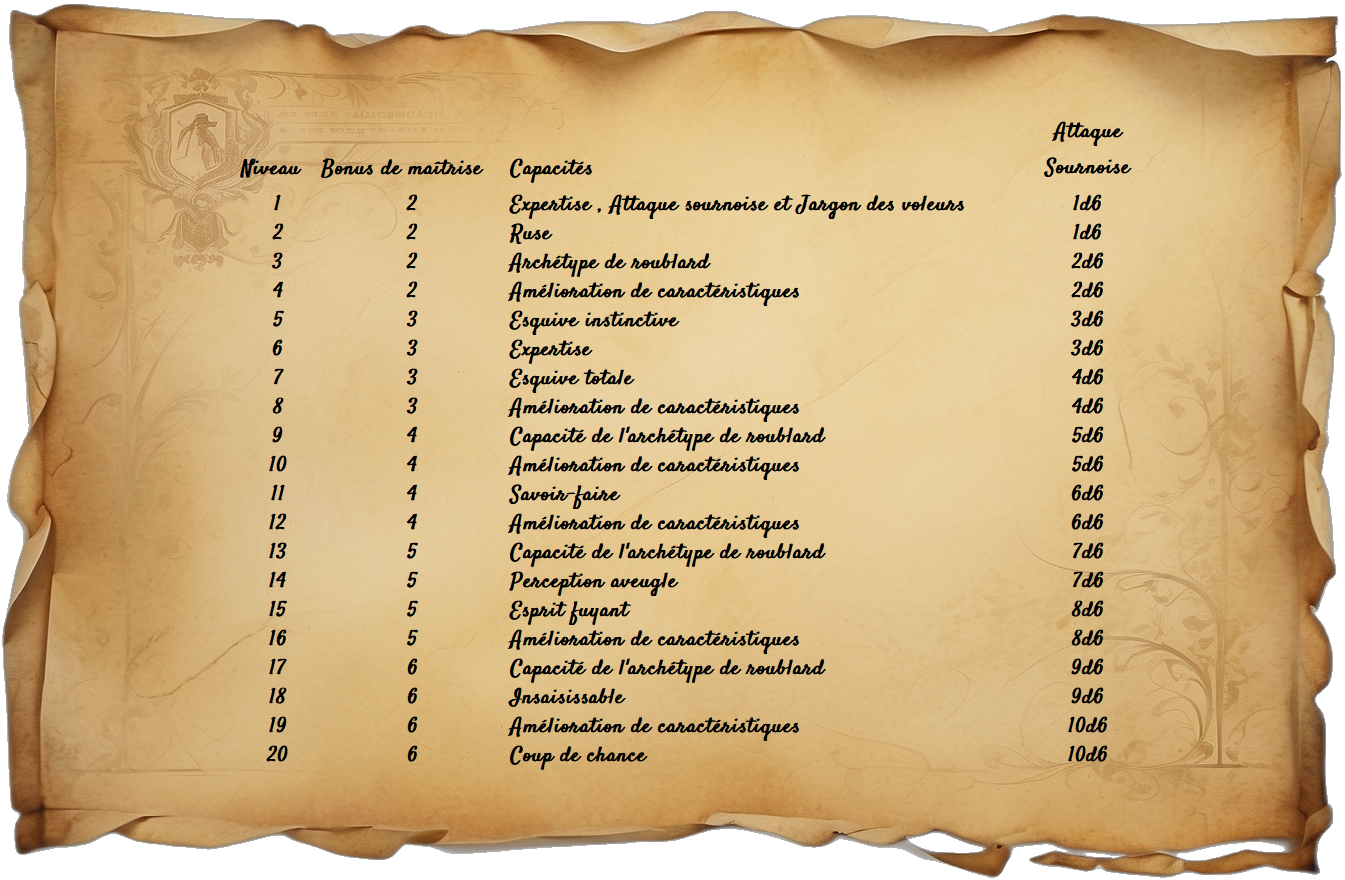 Attaque
Niveau Bonus de maîtrise Capacités Sournoise
1 2 Expertise , Attaque sournoise et Jargon des voleurs 1d6
2 2 Ruse 1d6
3 2 Archétype de roublard 2d6
4 2 Amélioration de caractéristiques 2d6
5 3 Esquive instinctive 3d6
6 3 Expertise 3d6
7 3 Esquive totale 4d6
8 3 Amélioration de caractéristiques 4d6
9 4 Capacité de l'archétype de roublard 5d6
10 4 Amélioration de caractéristiques 5d6
11 4 Savoir-faire 6d6
12 4 Amélioration de caractéristiques 6d6
13 5 Capacité de l'archétype de roublard 7d6
14 5 Perception aveugle 7d6
15 5 Esprit fuyant 8d6
16 5 Amélioration de caractéristiques 8d6
17 6 Capacité de l'archétype de roublard 9d6
18 6 Insaisissable 9d6
19 6 Amélioration de caractéristiques 10d6
20 6 Coup de chance 10d6